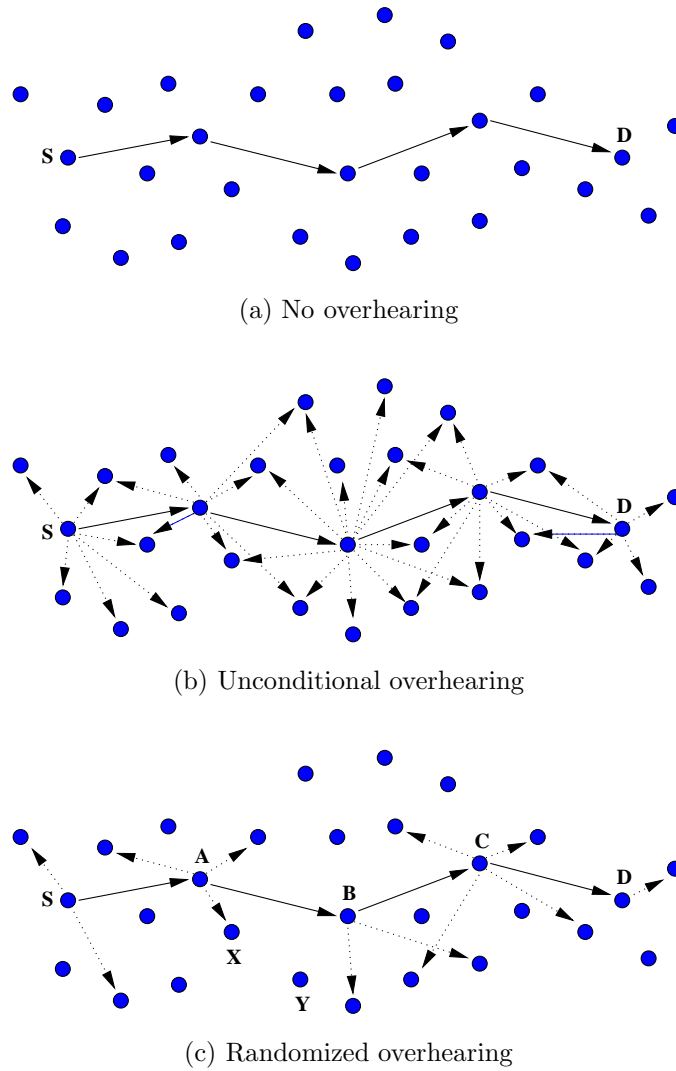 S
D
(a) No overhearing
S
D
(b) Unconditional overhearing
A
C
S
B
D
X
Y
(c) Randomized overhearing